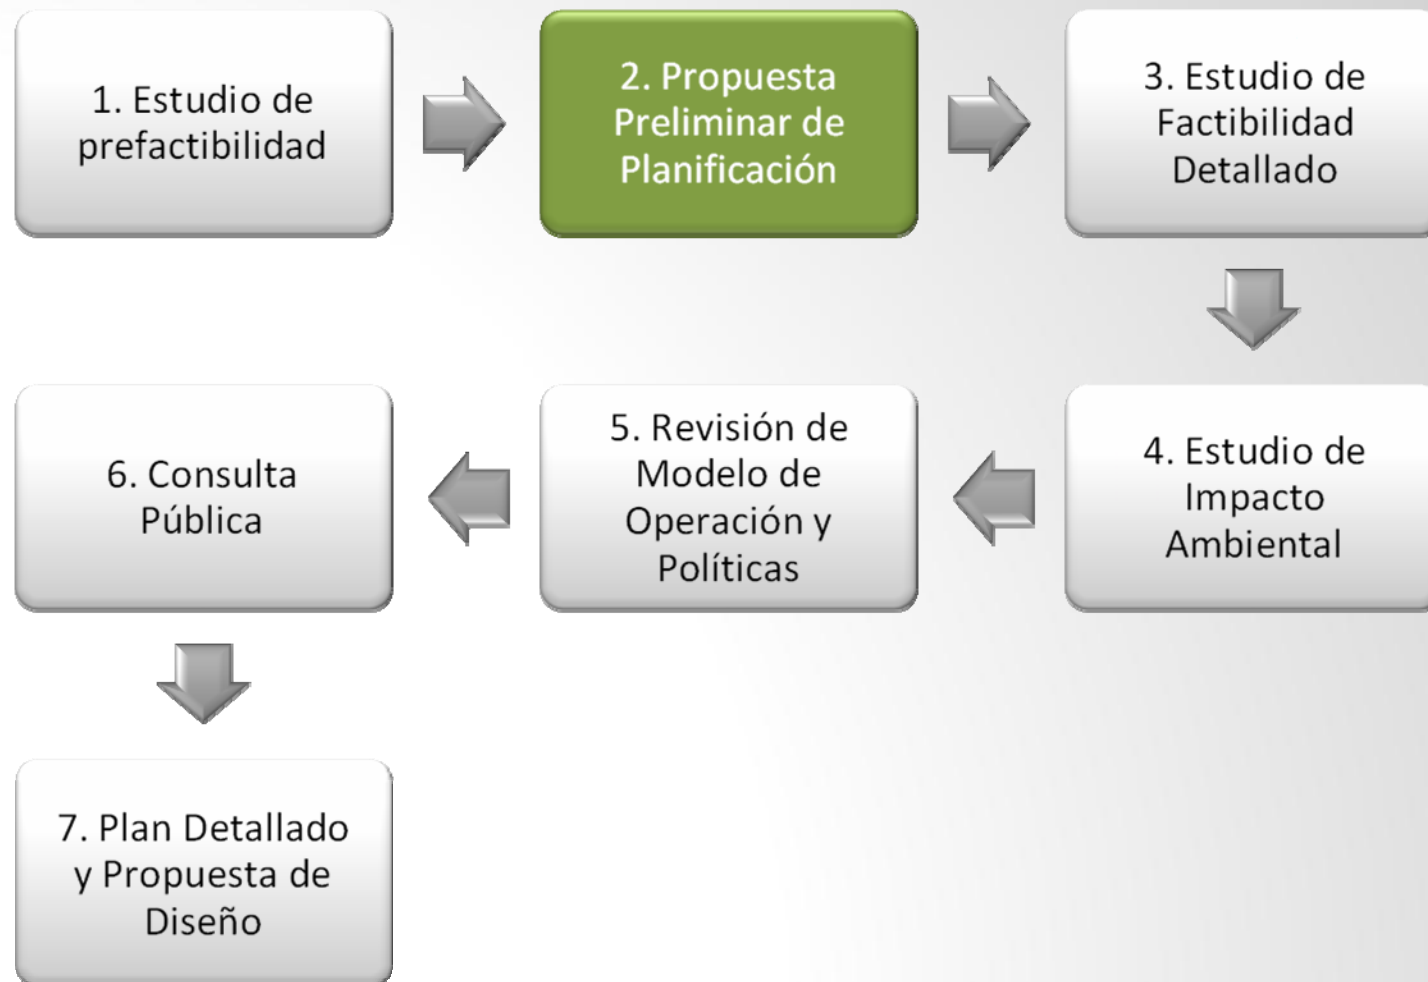 1. Estudio de
prefactibilidad
2. Propuesta
Preliminar de
Planificación
3. Estudio de
Factibilidad
Detallado
4. Estudio de
Impacto
Ambiental
5. Revisión de
Modelo de
Operación y
Políticas
6. Consulta
Pública
7. Plan Detallado
y Propuesta de
Diseño